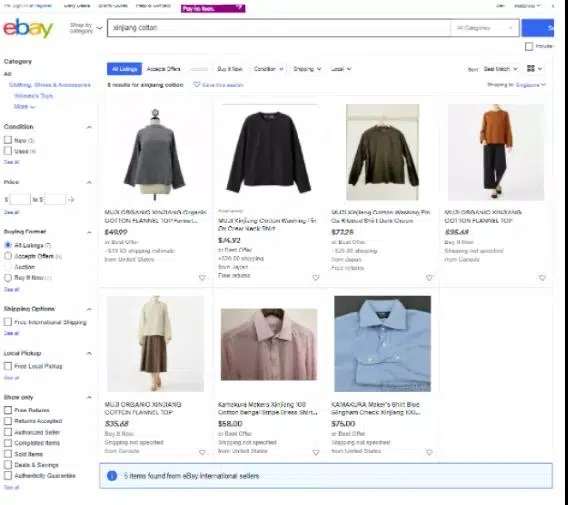 Hi! Sign in or register Daily Deals Brand Outlet Help & Contact
Pay no fees.
Sell Watchlist
ebay
Shop by category
xinjiang cotton
All Categories
Include
Category
All
Clothing, Shoes & Accessories
Women's Tops
More
All Listings Accepts Offers Buy It Now Condition Shipping Local
Sort: Best Match
results for xinjiang cotton Save this search
Shipping to: Singapore
Condition
New
Used
See all
Price
$ to $
See all
Buying Format
All Listings (7)
Accepts Offers
Auction
Buy It Now
See all
Shipping Options
Free International Shipping
See all
Local Pickup
Free Local Pickup
See all
Show only
Free Returns
Returns Accepted
Authorized Seller
Completed Items
Sold Items
Deals & Savings
Authenticity Guarantee
See all
MUJI ORGANIC XINJIANG Organic
COTTON FLANNEL TOP
$49.99
or Best Offer
shipping estimate
from United States
MUJI Xinjiang Cotton Washing Pin
Ox Crew Neck Shirt
$74.92
or Best Offer
+$20.00 shipping
from Japan
Free returns
MUJI Xinjiang Cotton Washing Pin
Ox Ribbed Shirt Dark Green
$77.28
or Best Offer
+$20.00 shipping
from Japan
Free returns
MUJI ORGANIC XINJIANG
COTTON FLANNEL TOP
$35.68
Buy It Now
Shipping not specified
from Canada
MUJI ORGANIC XINJIANG
COTTON FLANNEL TOP
$35.68
Buy It Now
Shipping not specified
from Canada
Kamakura Makers Xinjiang 100
Cotton Bengal Stripe Dress Shirt...
$58.00
or Best Offer
Shipping not specified
from United States
KAMAKURA Maker's Shirt Blue
Gingham Check Xinjiang 100...
$75.00
or Best Offer
Shipping not specified
from United States
items found from eBay international sellers